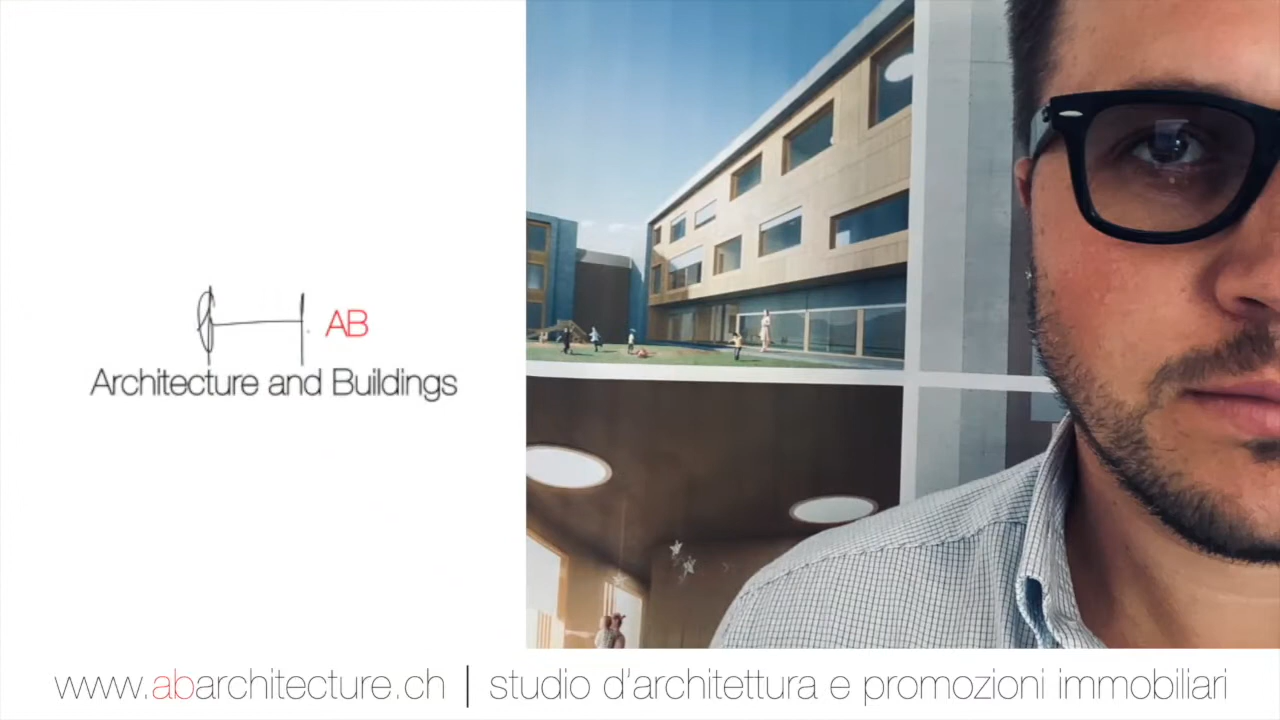 AB
Architecture and Buildings
www.abarchitecture.ch | studio d'architettura e promozioni immobiliari